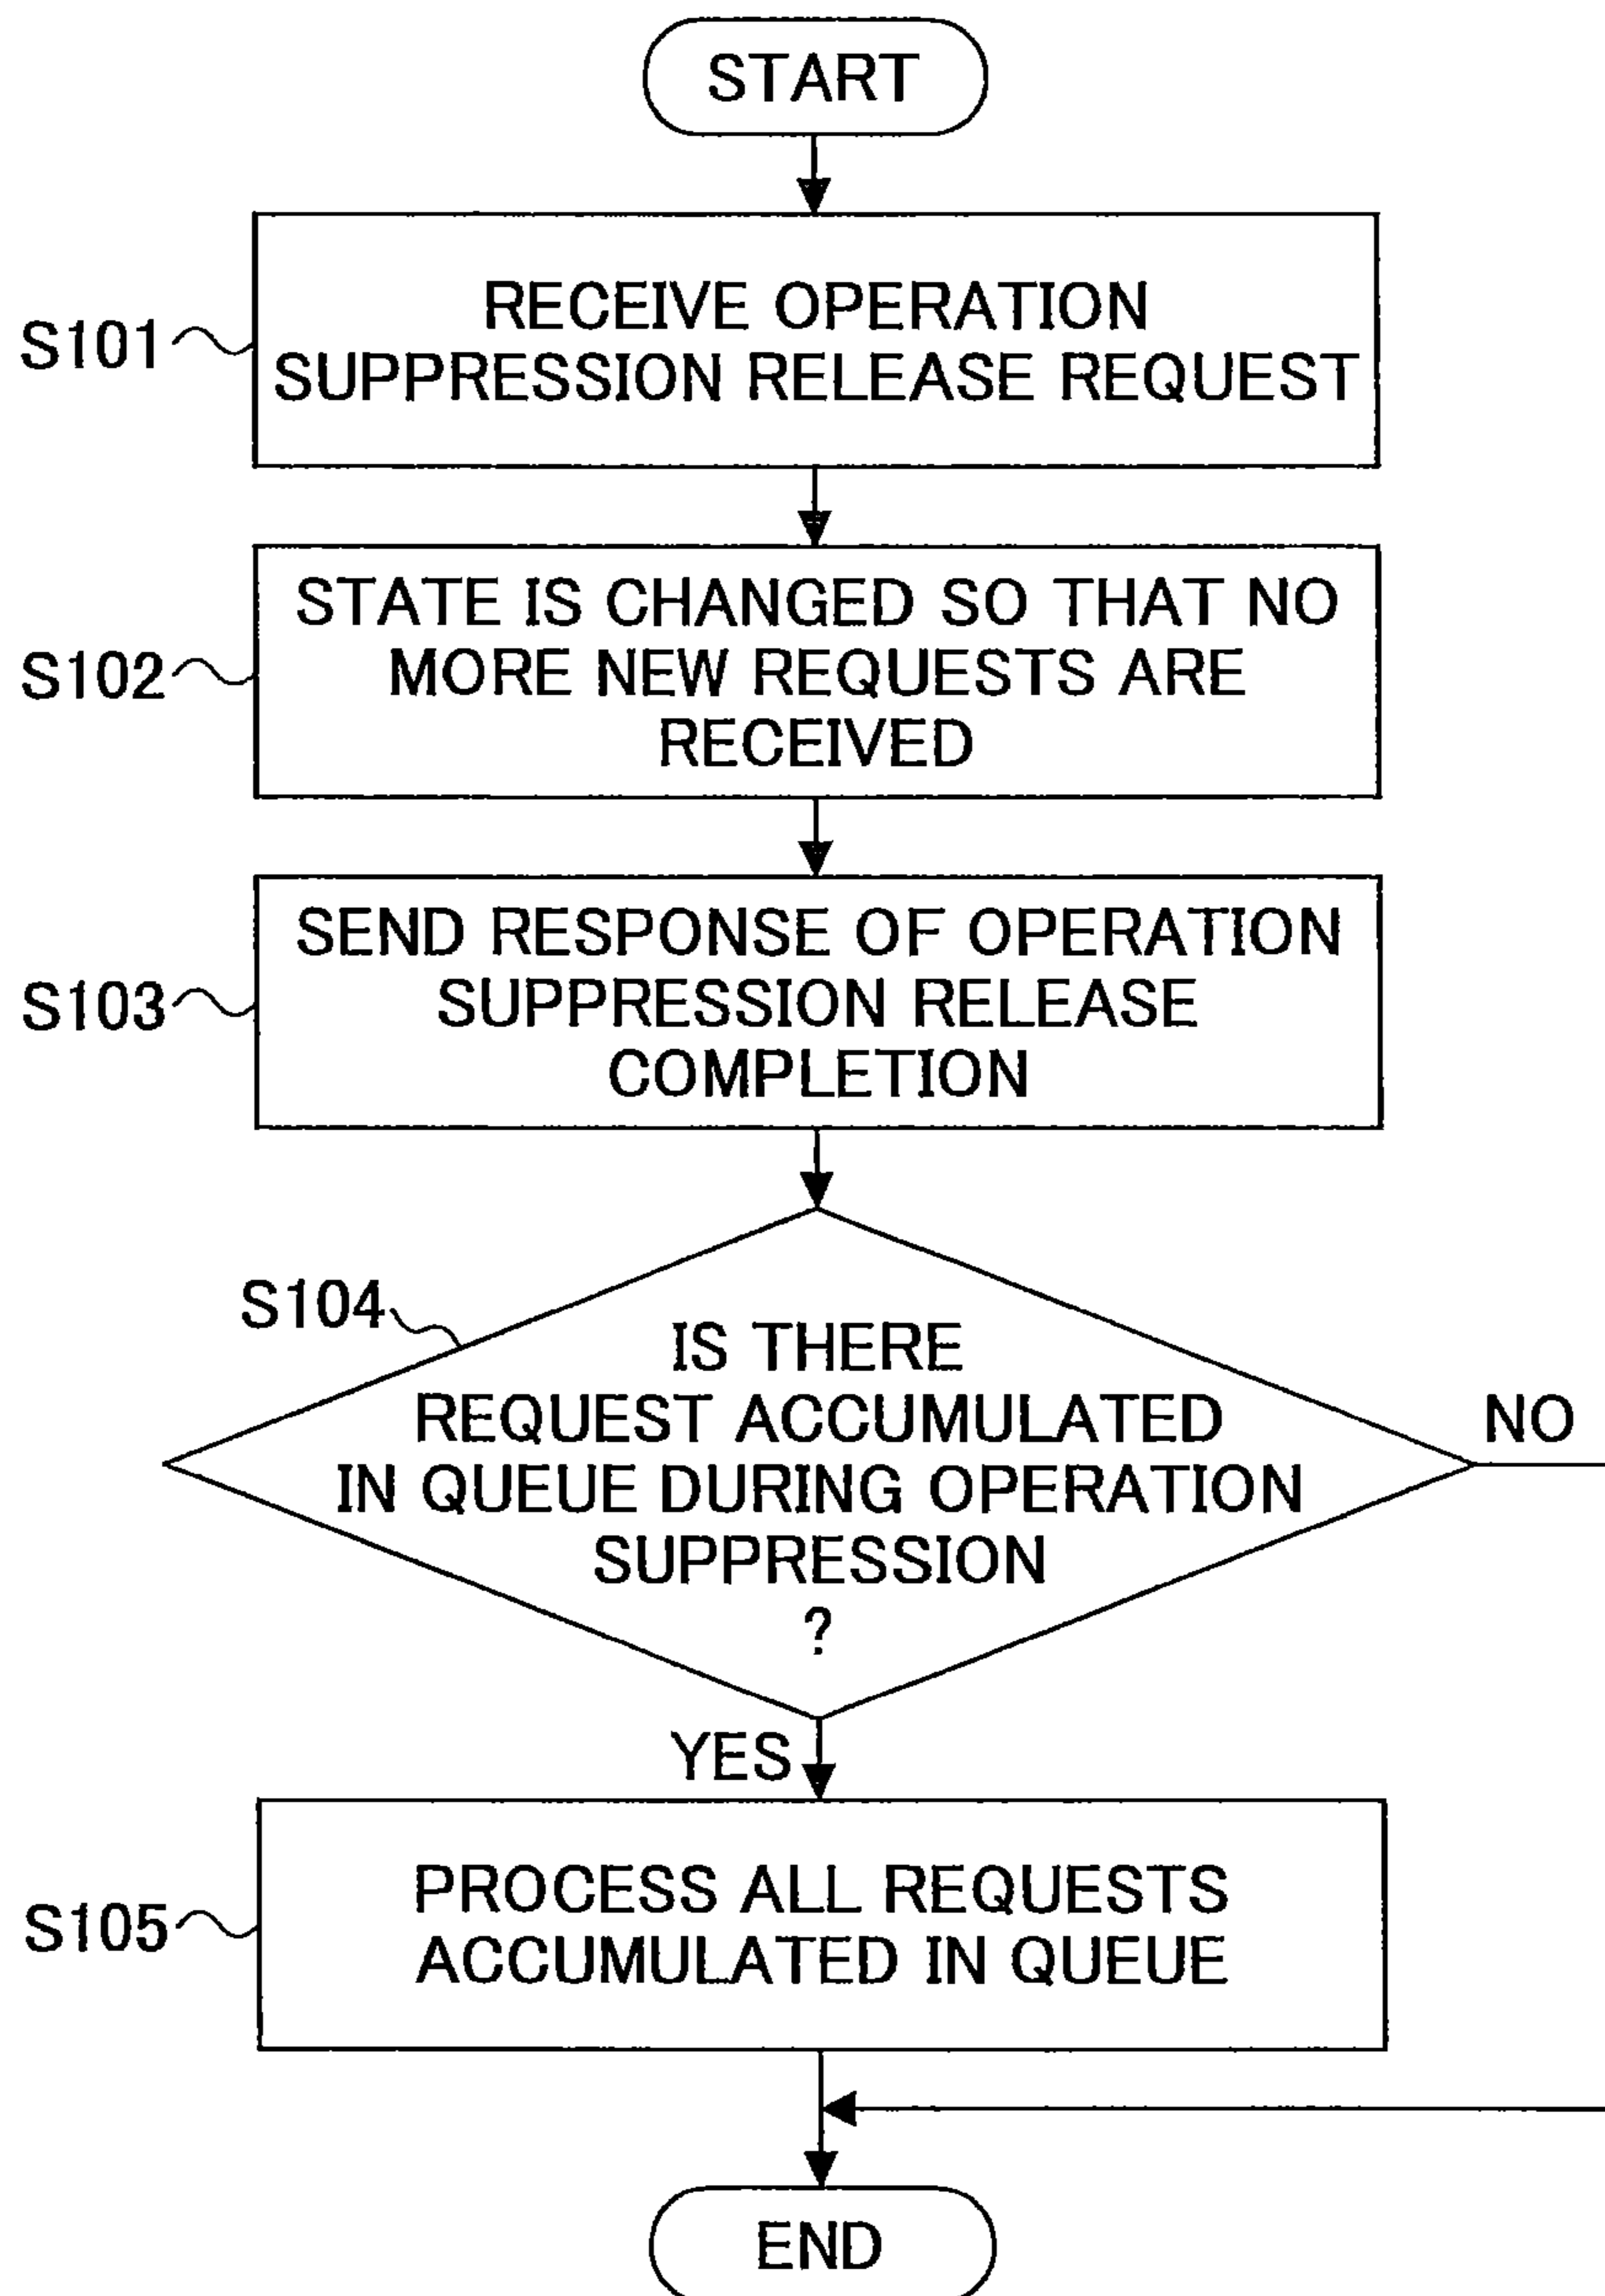 START
S101
RECEIVE OPERATION
SUPPRESSION RELEASE REQUEST
S102
STATE IS CHANGED SO THAT NO
MORE NEW REQUESTS ARE
RECEIVED
S103
SEND RESPONSE OF OPERATION
SUPPRESSION RELEASE
COMPLETION
S104
IS THERE
REQUEST ACCUMULATED
IN QUEUE DURING OPERATION
SUPPRESSION
?
NO
YES
S105
PROCESS ALL REQUESTS
ACCUMULATED IN QUEUE
END